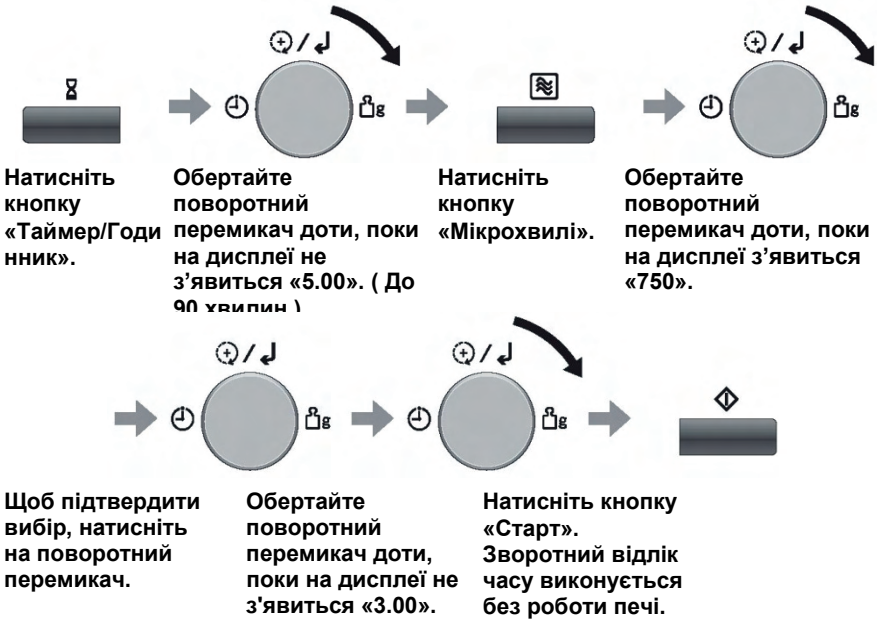 Натисніть
кнопку
«Таймер/Годи
нник».
Обертайте
поворотний
перемикач доти, поки
на дисплеї не
з’явиться «5.00». ( До
90 хвилин )
Натисніть
кнопку
«Мікрохвилі».
Обертайте
поворотний
перемикач доти, поки
на дисплеї з’явиться
«750».
Щоб підтвердити
вибір, натисніть
на поворотний
перемикач.
Обертайте
поворотний
перемикач доти,
поки на дисплеї не
з'явиться «3.00».
Натисніть кнопку
«Старт».
Зворотний відлік
часу виконується
без роботи печі.